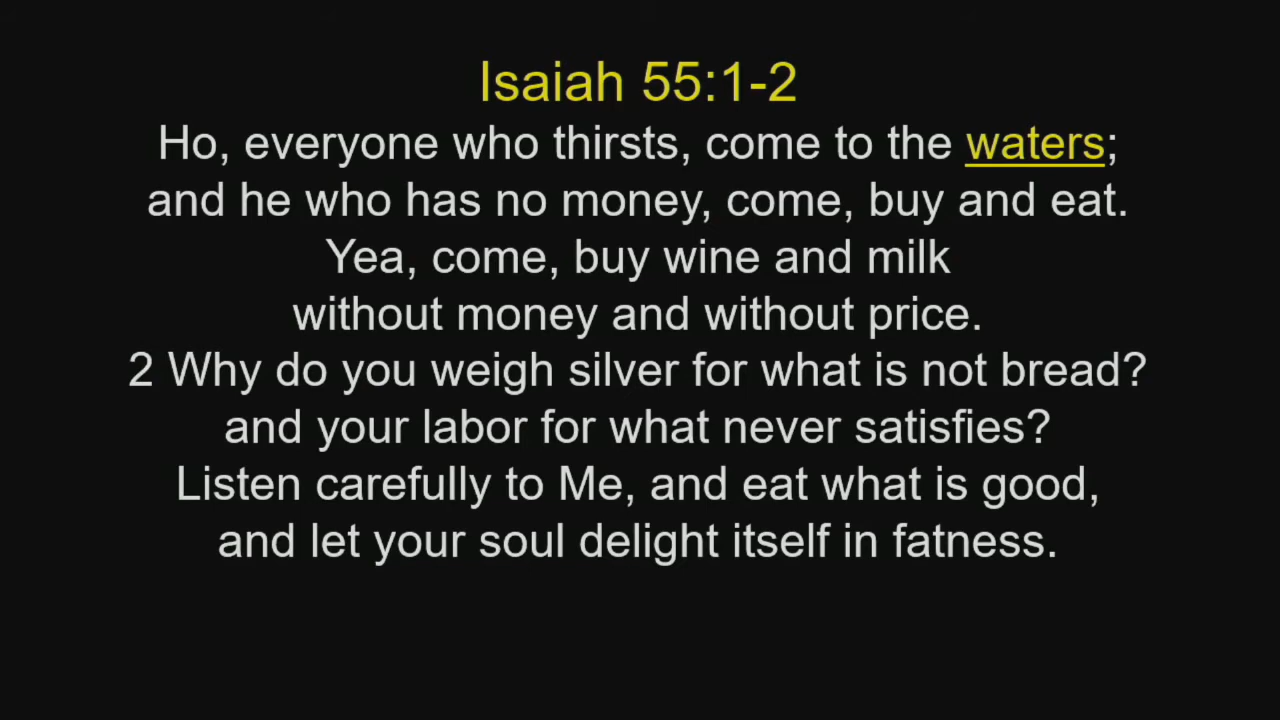 Isaiah 55:1-2
Ho, everyone who thirsts, come to the waters;
and he who has no money, come, buy and eat.
Yea, come, buy wine and milk
without money and without price.
2 Why do you weigh silver for what is not bread?
and your labor for what never satisfies?
Listen carefully to Me, and eat what is good,
and let your soul delight itself in fatness.